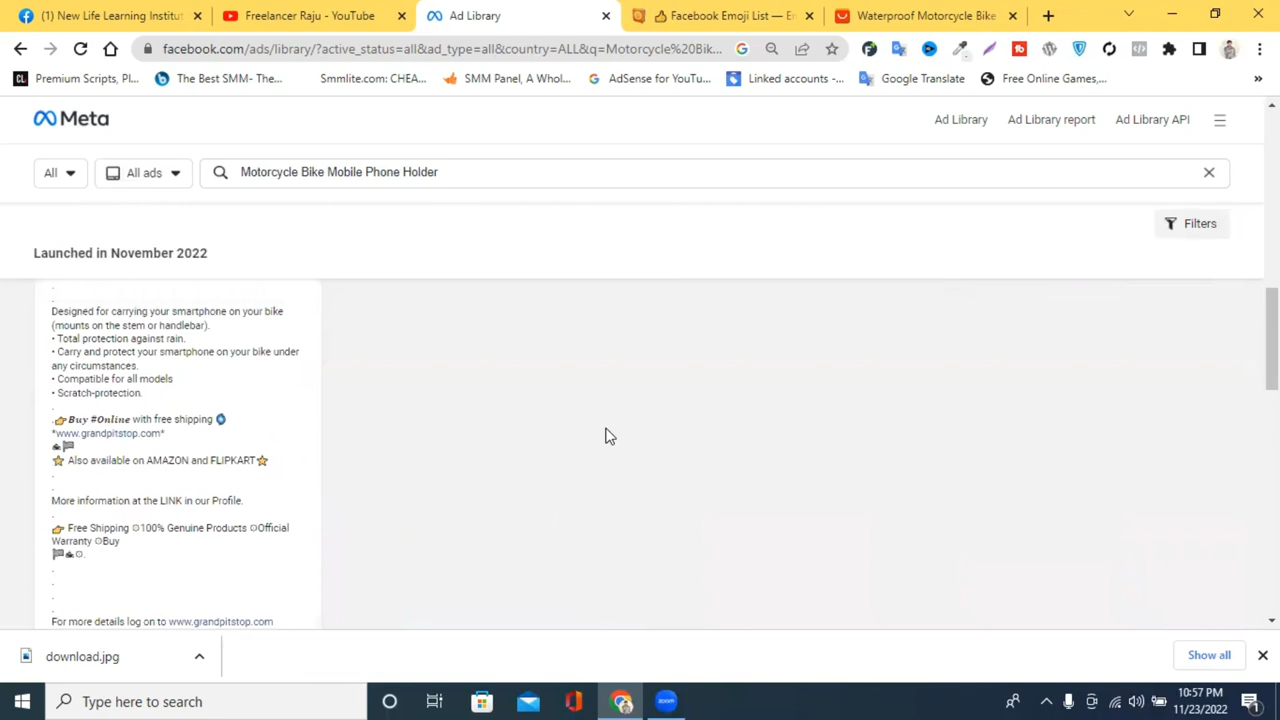 (1) New Life Learning Institut
Freelancer Raju - YouTube
Ad Library
Facebook Emoji List — E
Waterproof Motorcycle Bike
facebook.com/ads/library/?active_status=all&ad_type=all&country=ALL&q=Motorcycle%20Bik...
CL Premium Scripts, Pl...
The Best SMM- The...
Smmlite.com: CHEA...
SMM Panel, A Whol...
AdSense for YouTu...
Linked accounts -...
Google Translate
Free Online Games,...
Meta
Ad Library
Ad Library report
Ad Library API
All
All ads
Motorcycle Bike Mobile Phone Holder
Filters
Launched in November 2022
.
.
Designed for carrying your smartphone on your bike
(mounts on the stem or handlebar).
• Total protection against rain.
• Carry and protect your smartphone on your bike under
any circumstances.
• Compatible for all models
• Scratch-protection.
.
.👉𝑩𝒖𝒚 #𝑶𝒏𝒍𝒊𝒏𝒆 with free shipping
*www.grandpitstop.com*
⭐ Also available on AMAZON and FLIPKART⭐
.
.
More information at the LINK in our Profile.
.
👉 Free Shipping ⊙100% Genuine Products ⊙Official
Warranty ⊙Buy
.
.
.
.
For more details log on to www.grandpitstop.com
download.jpg
Show all
Type here to search
zoom
10:57 PM
11/23/2022
1